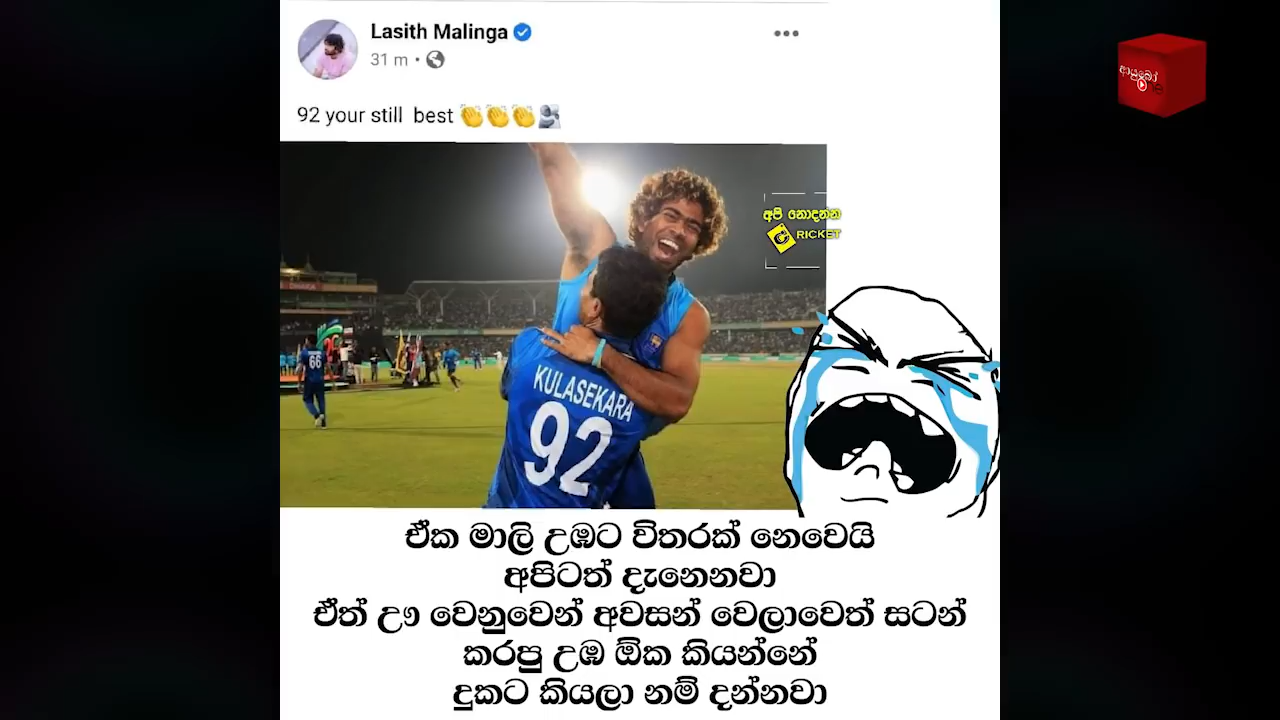 Lasith Malinga
31 m
92 your still best 👏👏👏🫂
අපි නොදන්න
RICKET
DHAKA
66
KULASEKARA
92
ඒක මාලි උඹට විතරක් නෙවෙයි
අපිටත් දැනෙනවා
ඒත් ඌ වෙනුවෙන් අවසන් වෙලාවෙත් සටන්
කරපු උඹ ඕක කියන්නේ
දුකට කියලා නම් දන්නවා